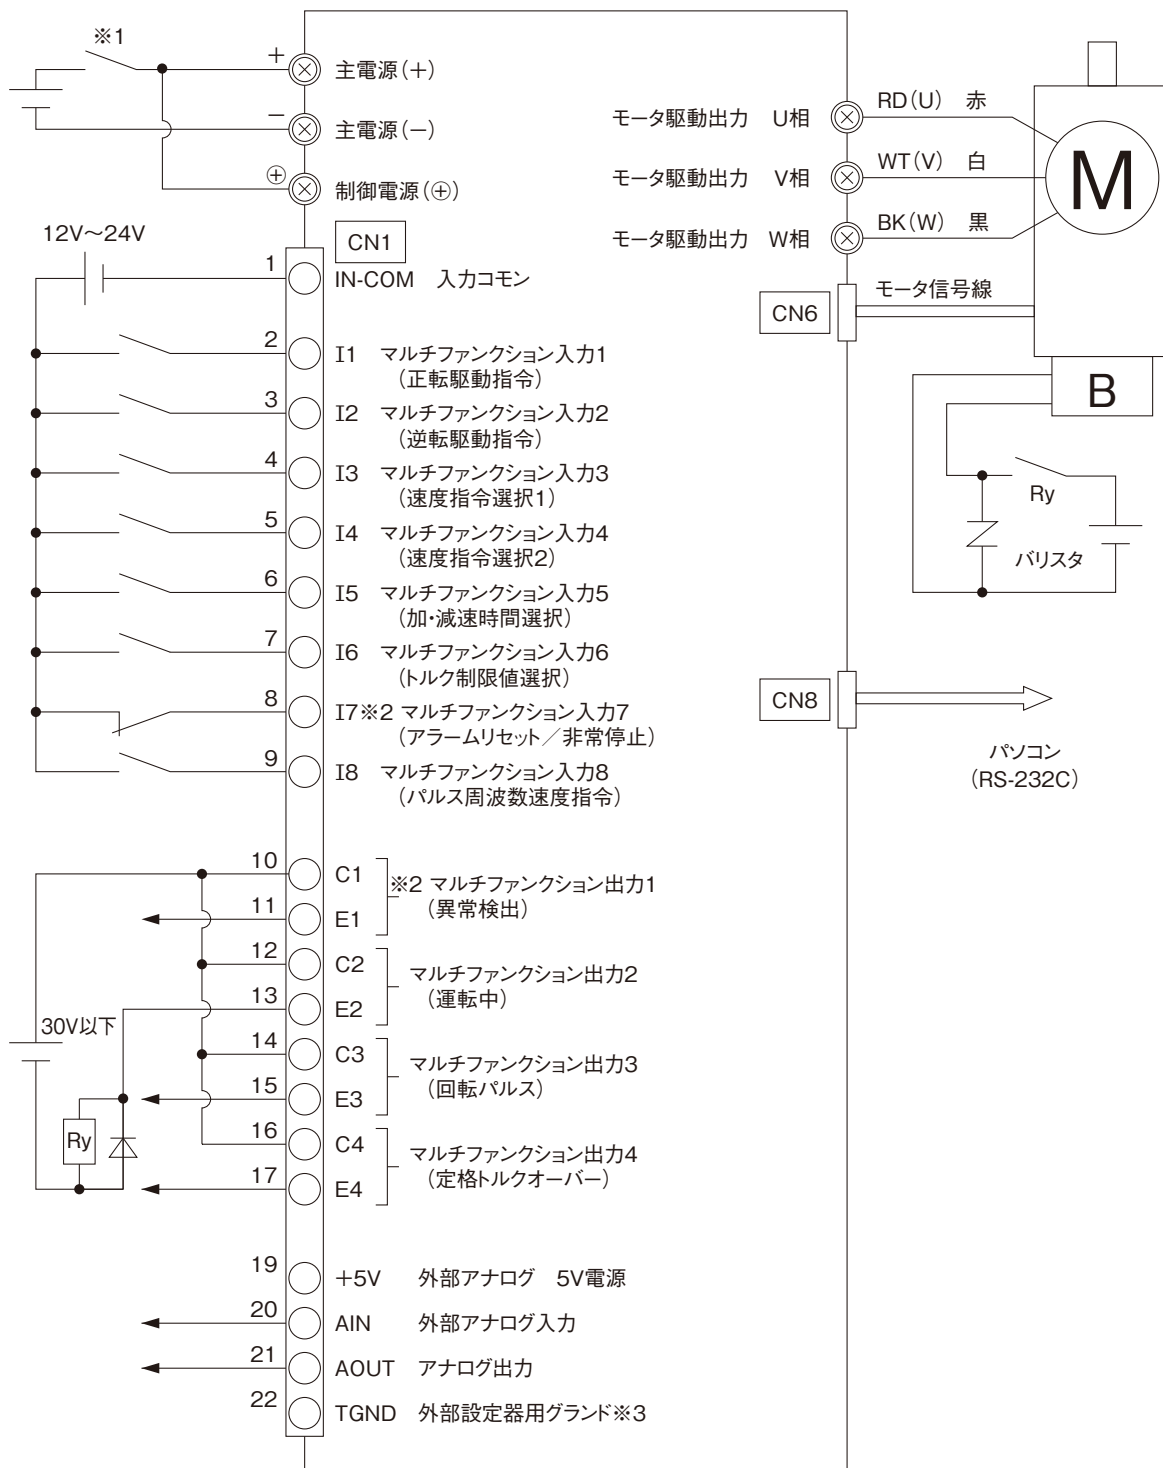 ※1
+
主電源(+)
−
主電源(−)
⊕
制御電源(⊕)
モータ駆動出力 U相
RD(U) 赤
モータ駆動出力 V相
WT(V) 白
モータ駆動出力 W相
BK(W) 黒
M
CN6
モータ信号線
B
Ry
バリスタ
CN8
パソコン
(RS-232C)
12V～24V
CN1
1
IN-COM 入力コモン
2
I1 マルチファンクション入力1
(正転駆動指令)
3
I2 マルチファンクション入力2
(逆転駆動指令)
4
I3 マルチファンクション入力3
(速度指令選択1)
5
I4 マルチファンクション入力4
(速度指令選択2)
6
I5 マルチファンクション入力5
(加・減速時間選択)
7
I6 マルチファンクション入力6
(トルク制限値選択)
8
I7※2 マルチファンクション入力7
(アラームリセット／非常停止)
9
I8 マルチファンクション入力8
(パルス周波数速度指令)
10
C1
11
E1
※2 マルチファンクション出力1
(異常検出)
12
C2
13
E2
マルチファンクション出力2
(運転中)
30V以下
14
C3
15
E3
マルチファンクション出力3
(回転パルス)
Ry
16
C4
17
E4
マルチファンクション出力4
(定格トルクオーバー)
19
+5V 外部アナログ 5V電源
20
AIN 外部アナログ入力
21
AOUT アナログ出力
22
TGND 外部設定器用グランド※3